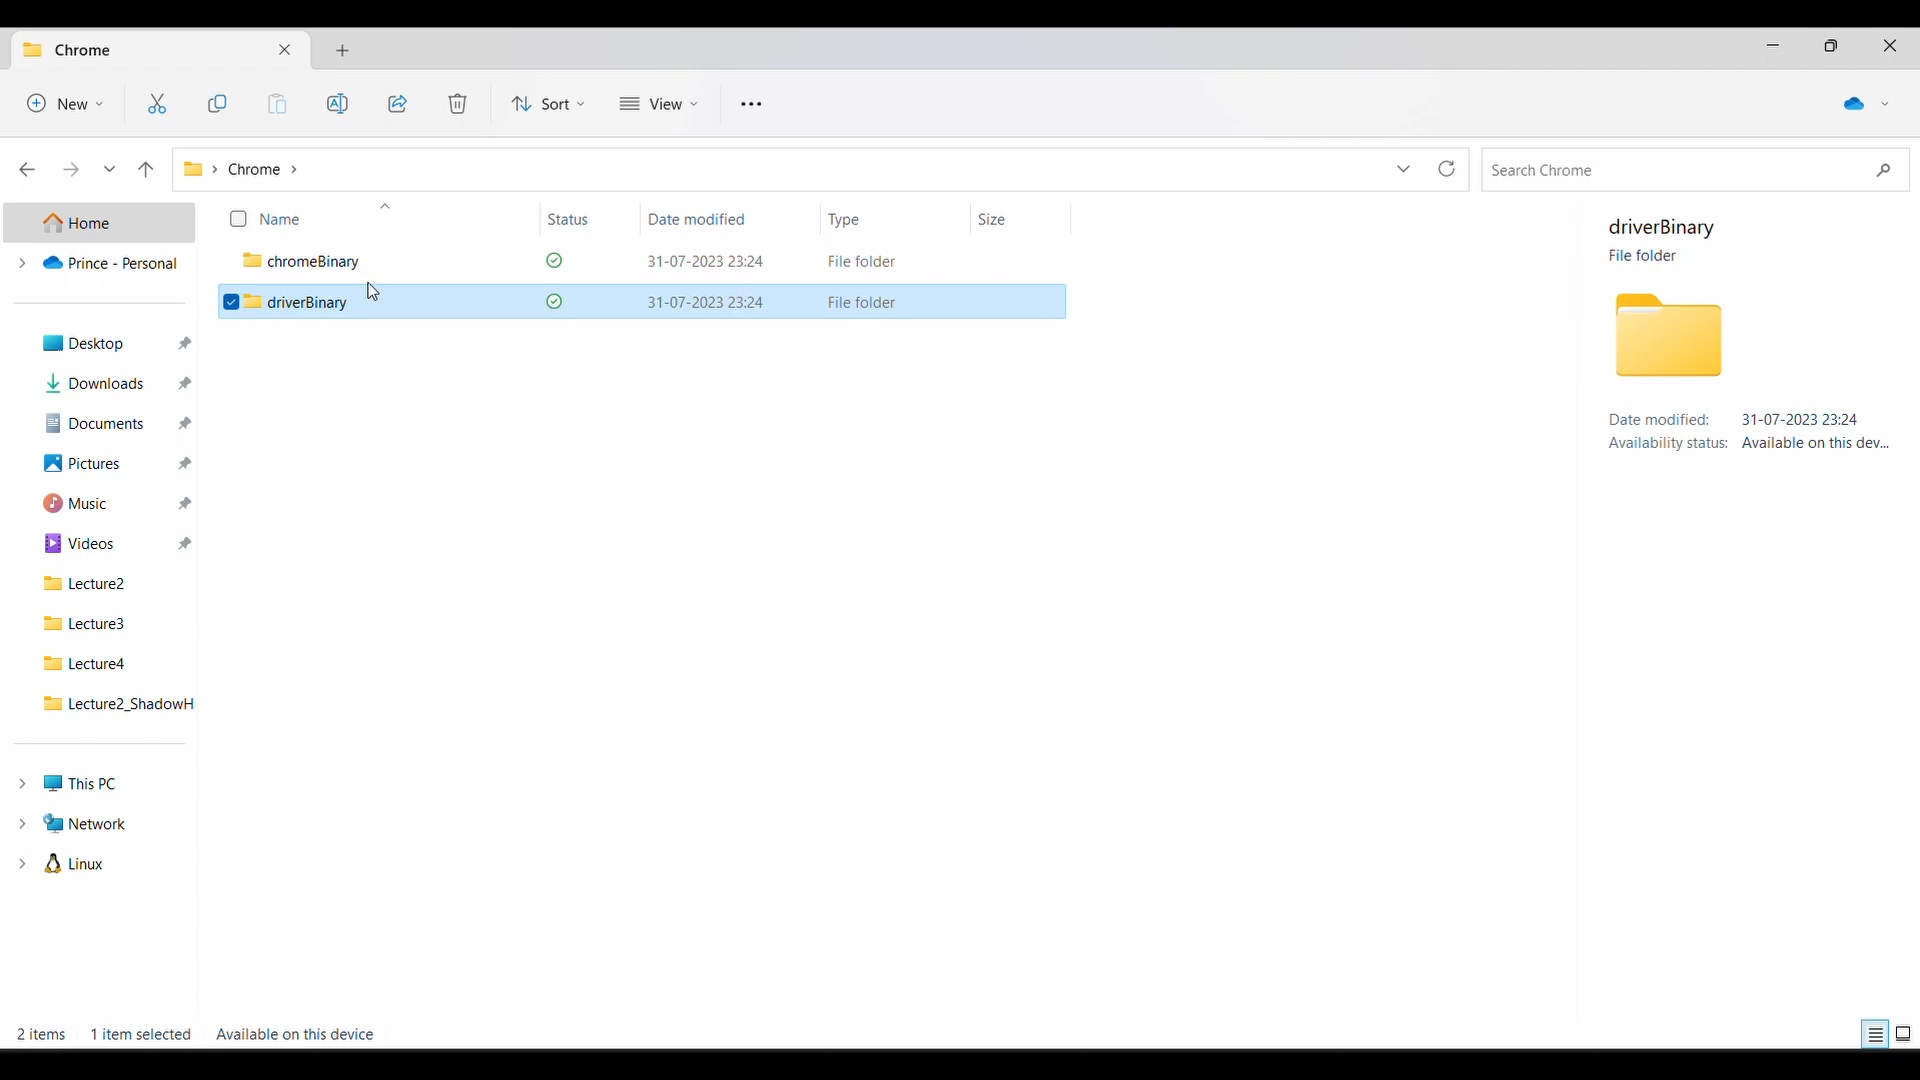 Chrome
New
Sort
View
Chrome
Search Chrome
Home
Prince - Personal
Desktop
Downloads
Documents
Pictures
Music
Videos
Lecture2
Lecture3
Lecture4
Lecture2_ShadowH
This PC
Network
Linux
Name Status Date modified Type Size
chromeBinary 31-07-2023 23:24 File folder
driverBinary 31-07-2023 23:24 File folder
driverBinary
File folder
Date modified: 31-07-2023 23:24
Availability status: Available on this dev...
2 items 1 item selected Available on this device